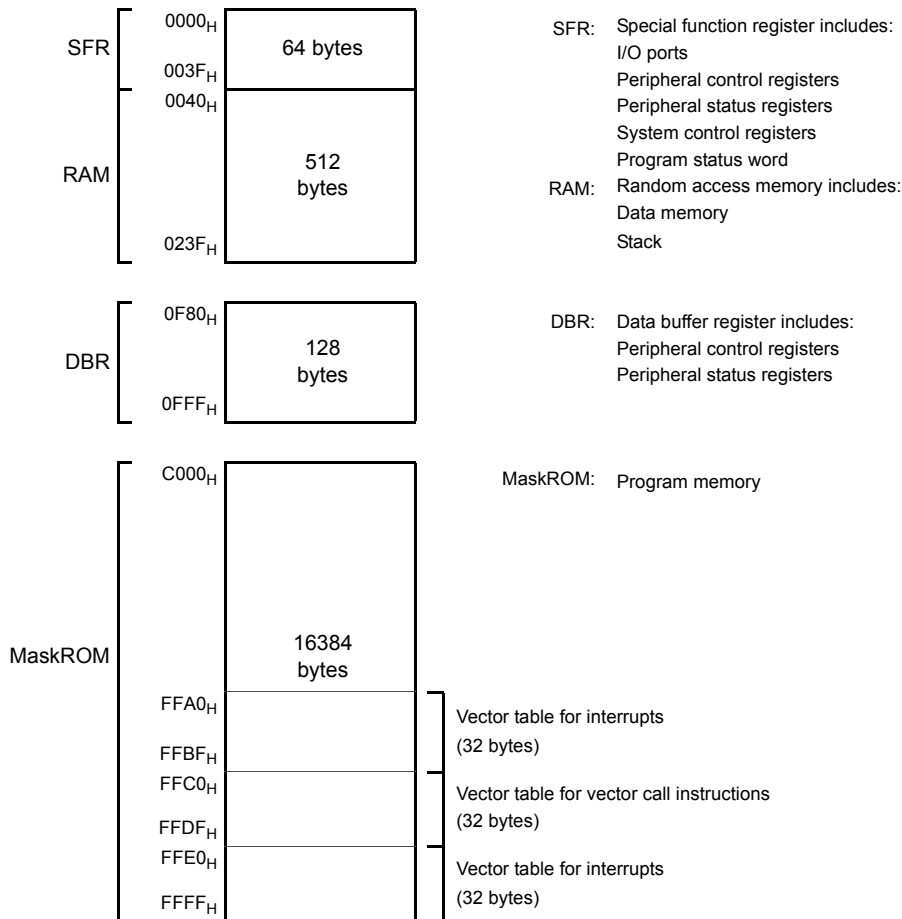 0000H
SFR
64 bytes
003FH
0040H
RAM
512
bytes
023FH
SFR: Special function register includes:
I/O ports
Peripheral control registers
Peripheral status registers
System control registers
Program status word
RAM: Random access memory includes:
Data memory
Stack
0F80H
DBR
128
bytes
0FFFH
DBR: Data buffer register includes:
Peripheral control registers
Peripheral status registers
C000H
MaskROM: Program memory
MaskROM
16384
bytes
FFA0H
Vector table for interrupts
(32 bytes)
FFBFH
FFC0H
Vector table for vector call instructions
(32 bytes)
FFDFH
FFE0H
Vector table for interrupts
(32 bytes)
FFFFH